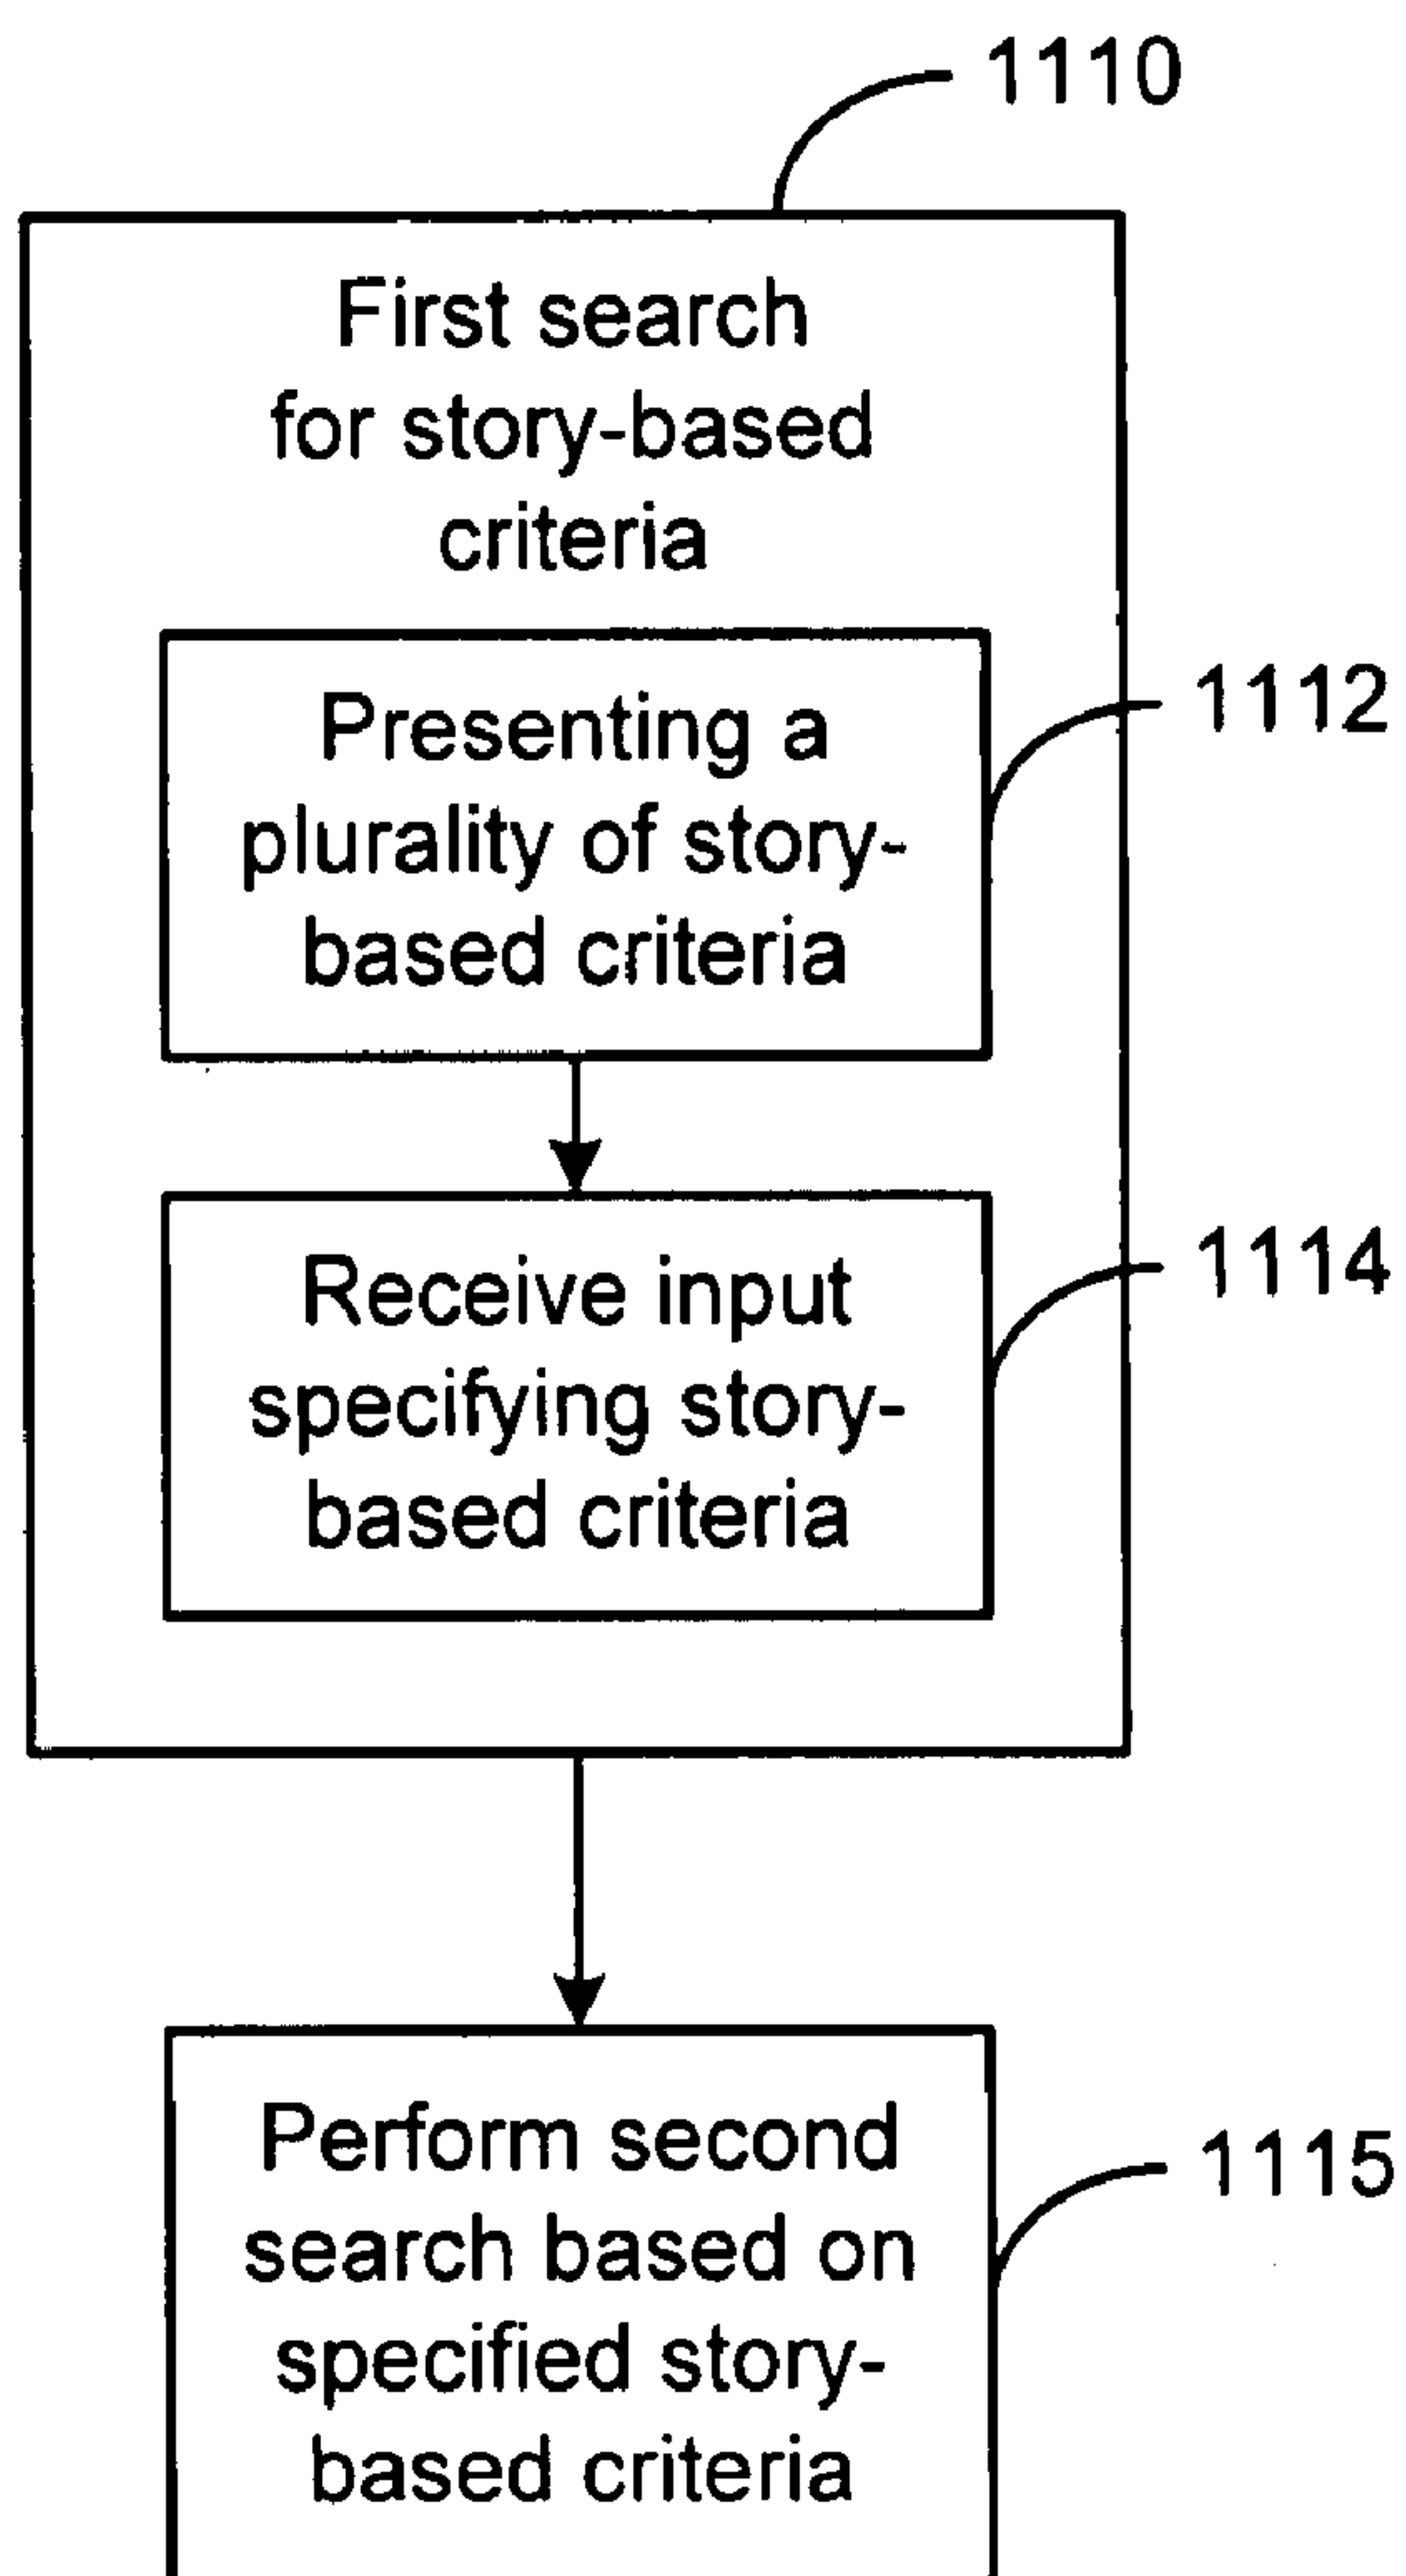 1110
First search
for story-based
criteria
Presenting a
plurality of story-
based criteria
1112
Receive input
specifying story-
based criteria
1114
Perform second
search based on
specified story-
based criteria
1115